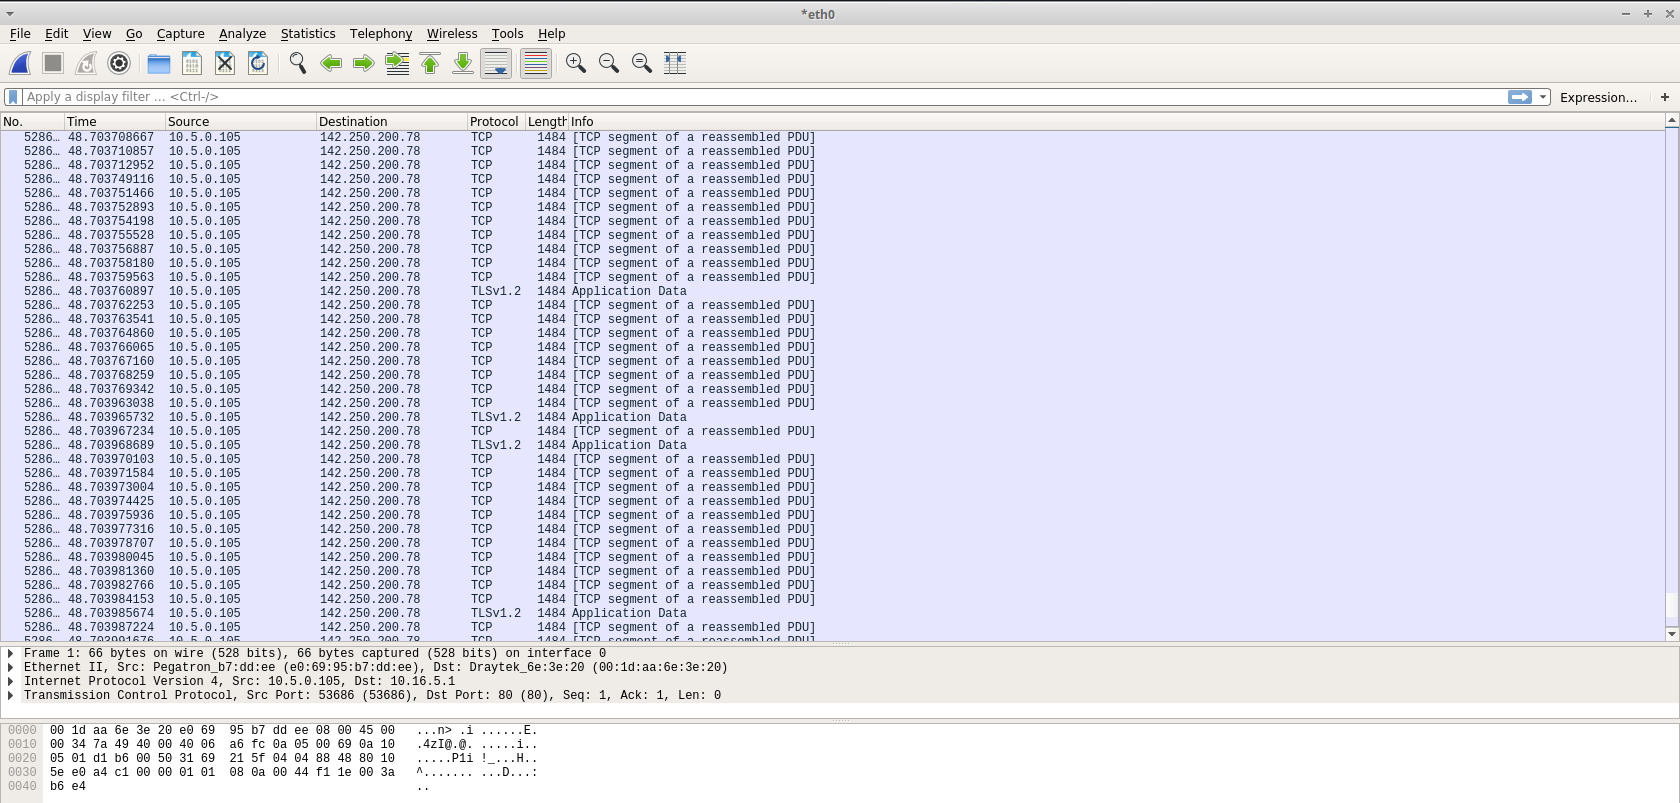 *eth0
File Edit View Go Capture Analyze Statistics Telephony Wireless Tools Help
Apply a display filter ... <Ctrl-/> Expression... +
No. Time Source Destination Protocol Length Info
5286… 48.703708667 10.5.0.105 142.250.200.78 TCP 1484 [TCP segment of a reassembled PDU]
5286… 48.703710857 10.5.0.105 142.250.200.78 TCP 1484 [TCP segment of a reassembled PDU]
5286… 48.703712952 10.5.0.105 142.250.200.78 TCP 1484 [TCP segment of a reassembled PDU]
5286… 48.703749116 10.5.0.105 142.250.200.78 TCP 1484 [TCP segment of a reassembled PDU]
5286… 48.703751466 10.5.0.105 142.250.200.78 TCP 1484 [TCP segment of a reassembled PDU]
5286… 48.703752893 10.5.0.105 142.250.200.78 TCP 1484 [TCP segment of a reassembled PDU]
5286… 48.703754198 10.5.0.105 142.250.200.78 TCP 1484 [TCP segment of a reassembled PDU]
5286… 48.703755528 10.5.0.105 142.250.200.78 TCP 1484 [TCP segment of a reassembled PDU]
5286… 48.703756887 10.5.0.105 142.250.200.78 TCP 1484 [TCP segment of a reassembled PDU]
5286… 48.703758180 10.5.0.105 142.250.200.78 TCP 1484 [TCP segment of a reassembled PDU]
5286… 48.703759563 10.5.0.105 142.250.200.78 TCP 1484 [TCP segment of a reassembled PDU]
5286… 48.703760897 10.5.0.105 142.250.200.78 TLSv1.2 1484 Application Data
5286… 48.703762253 10.5.0.105 142.250.200.78 TCP 1484 [TCP segment of a reassembled PDU]
5286… 48.703763541 10.5.0.105 142.250.200.78 TCP 1484 [TCP segment of a reassembled PDU]
5286… 48.703764860 10.5.0.105 142.250.200.78 TCP 1484 [TCP segment of a reassembled PDU]
5286… 48.703766065 10.5.0.105 142.250.200.78 TCP 1484 [TCP segment of a reassembled PDU]
5286… 48.703767160 10.5.0.105 142.250.200.78 TCP 1484 [TCP segment of a reassembled PDU]
5286… 48.703768259 10.5.0.105 142.250.200.78 TCP 1484 [TCP segment of a reassembled PDU]
5286… 48.703769342 10.5.0.105 142.250.200.78 TCP 1484 [TCP segment of a reassembled PDU]
5286… 48.703963038 10.5.0.105 142.250.200.78 TCP 1484 [TCP segment of a reassembled PDU]
5286… 48.703965732 10.5.0.105 142.250.200.78 TLSv1.2 1484 Application Data
5286… 48.703967234 10.5.0.105 142.250.200.78 TCP 1484 [TCP segment of a reassembled PDU]
5286… 48.703968689 10.5.0.105 142.250.200.78 TLSv1.2 1484 Application Data
5286… 48.703970103 10.5.0.105 142.250.200.78 TCP 1484 [TCP segment of a reassembled PDU]
5286… 48.703971584 10.5.0.105 142.250.200.78 TCP 1484 [TCP segment of a reassembled PDU]
5286… 48.703973004 10.5.0.105 142.250.200.78 TCP 1484 [TCP segment of a reassembled PDU]
5286… 48.703974425 10.5.0.105 142.250.200.78 TCP 1484 [TCP segment of a reassembled PDU]
5286… 48.703975936 10.5.0.105 142.250.200.78 TCP 1484 [TCP segment of a reassembled PDU]
5286… 48.703977316 10.5.0.105 142.250.200.78 TCP 1484 [TCP segment of a reassembled PDU]
5286… 48.703978707 10.5.0.105 142.250.200.78 TCP 1484 [TCP segment of a reassembled PDU]
5286… 48.703980045 10.5.0.105 142.250.200.78 TCP 1484 [TCP segment of a reassembled PDU]
5286… 48.703981360 10.5.0.105 142.250.200.78 TCP 1484 [TCP segment of a reassembled PDU]
5286… 48.703982766 10.5.0.105 142.250.200.78 TCP 1484 [TCP segment of a reassembled PDU]
5286… 48.703984153 10.5.0.105 142.250.200.78 TCP 1484 [TCP segment of a reassembled PDU]
5286… 48.703985674 10.5.0.105 142.250.200.78 TLSv1.2 1484 Application Data
5286… 48.703987224 10.5.0.105 142.250.200.78 TCP 1484 [TCP segment of a reassembled PDU]
5286… 48.703991676 10.5.0.105 142.250.200.78 TCP 1484 [TCP segment of a reassembled PDU]
Frame 1: 66 bytes on wire (528 bits), 66 bytes captured (528 bits) on interface 0
Ethernet II, Src: Pegatron_b7:dd:ee (e0:69:95:b7:dd:ee), Dst: Draytek_6e:3e:20 (00:1d:aa:6e:3e:20)
Internet Protocol Version 4, Src: 10.5.0.105, Dst: 10.16.5.1
Transmission Control Protocol, Src Port: 53686 (53686), Dst Port: 80 (80), Seq: 1, Ack: 1, Len: 0
0000 00 1d aa 6e 3e 20 e0 69 95 b7 dd ee 08 00 45 00 ...n> .i ......E.
0010 00 34 7a 49 40 00 40 06 a6 fc 0a 05 00 69 0a 10 .4zI@.@. .....i..
0020 05 01 d1 b6 00 50 31 69 21 5f 04 04 88 48 80 10 .....P1i !_...H..
0030 5e e0 a4 c1 00 00 01 01 08 0a 00 44 f1 1e 00 3a ^....... ...D...:
0040 b6 e4 ..